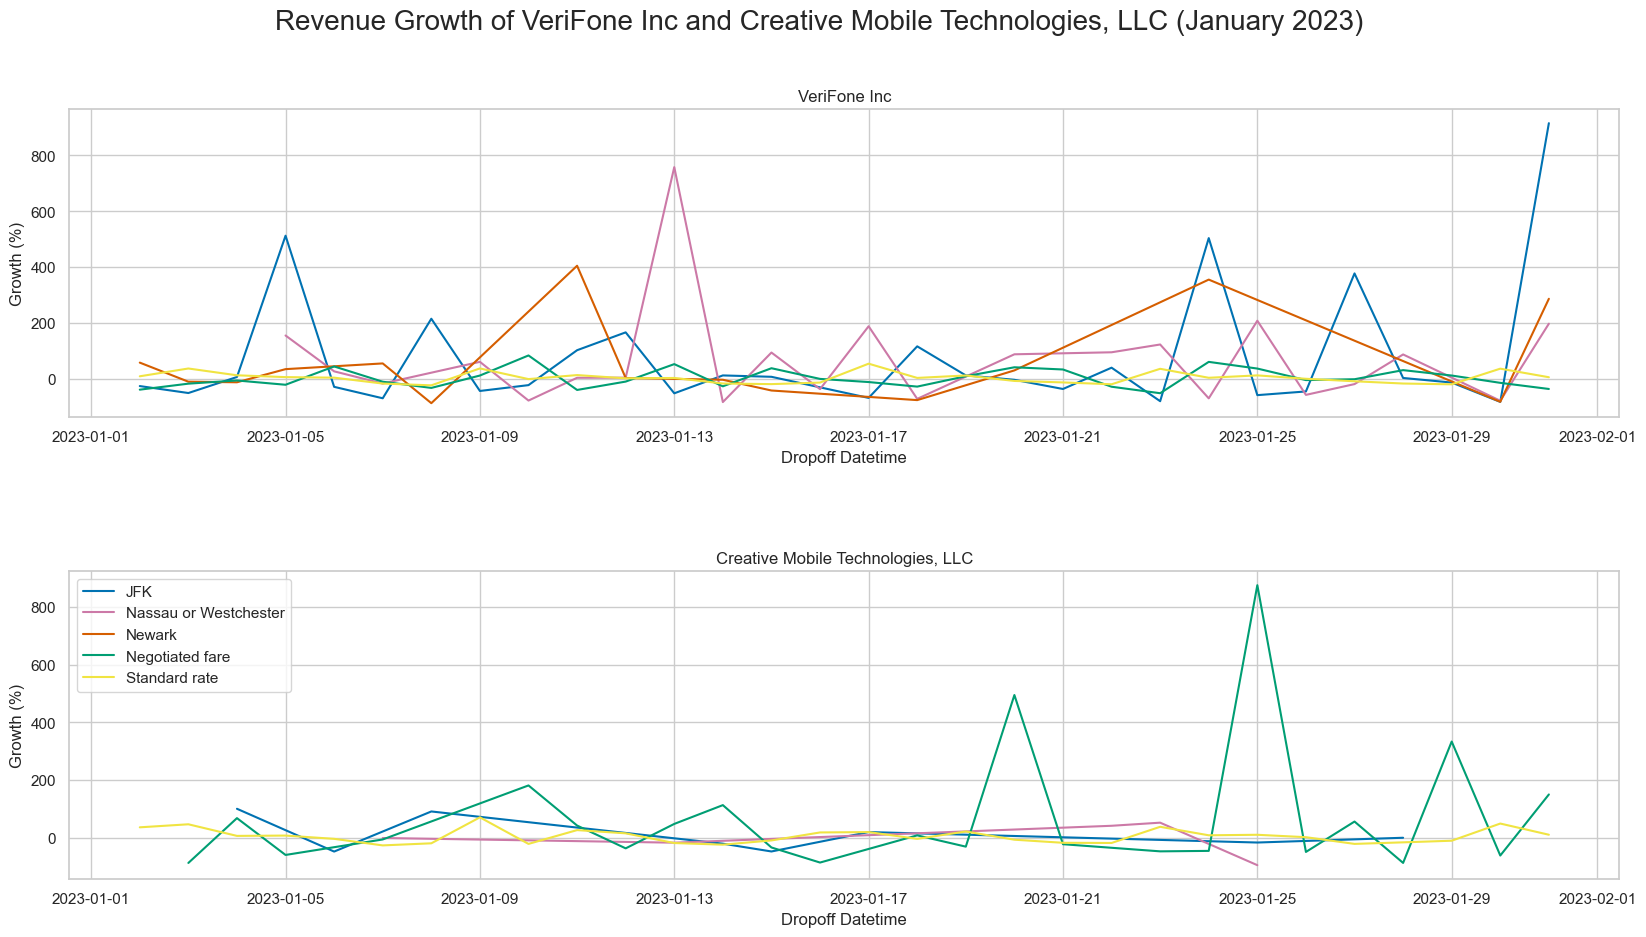 Revenue Growth of VeriFone Inc and Creative Mobile Technologies, LLC (January 2023)
VeriFone Inc
Growth (%)
800
600
400
200
0
2023-01-01 2023-01-05 2023-01-09 2023-01-13 2023-01-17 2023-01-21 2023-01-25 2023-01-29 2023-02-01
Dropoff Datetime
Creative Mobile Technologies, LLC
JFK
Nassau or Westchester
Newark
Negotiated fare
Standard rate
Growth (%)
800
600
400
200
0
2023-01-01 2023-01-05 2023-01-09 2023-01-13 2023-01-17 2023-01-21 2023-01-25 2023-01-29 2023-02-01
Dropoff Datetime